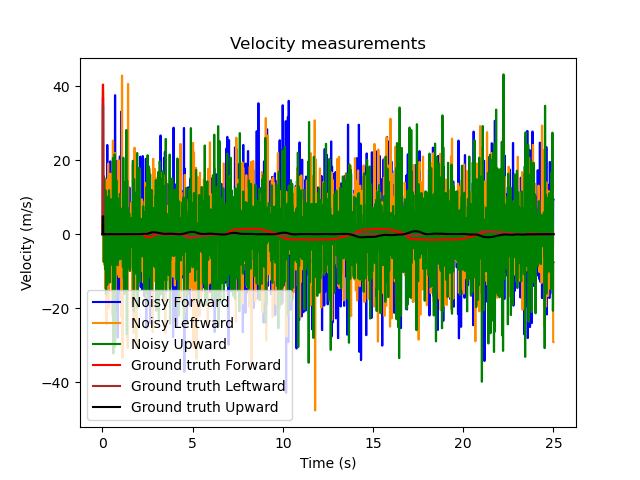 Velocity measurements
Velocity (m/s)
40
20
0
−20
−40
Noisy Forward
Noisy Leftward
Noisy Upward
Ground truth Forward
Ground truth Leftward
Ground truth Upward
0 5 10 15 20 25
Time (s)